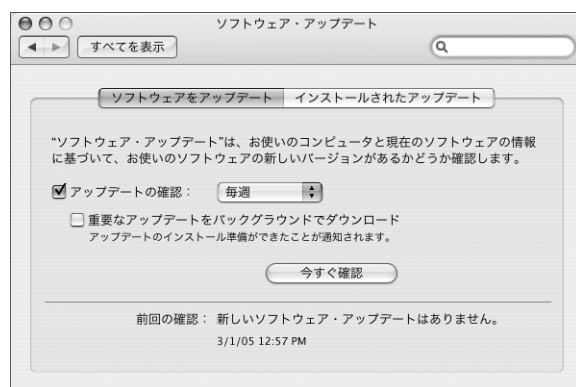 ソフトウェア・アップデート
すべてを表示
ソフトウェアをアップデート インストールされたアップデート
“ソフトウェア・アップデート”は、お使いのコンピュータと現在のソフトウェアの情報
に基づいて、お使いのソフトウェアの新しいバージョンがあるかどうか確認します。
アップデートの確認： 毎週
重要なアップデートをバックグラウンドでダウンロード
アップデートのインストール準備ができたことが通知されます。
今すぐ確認
前回の確認： 新しいソフトウェア・アップデートはありません。
3/1/05 12:57 PM